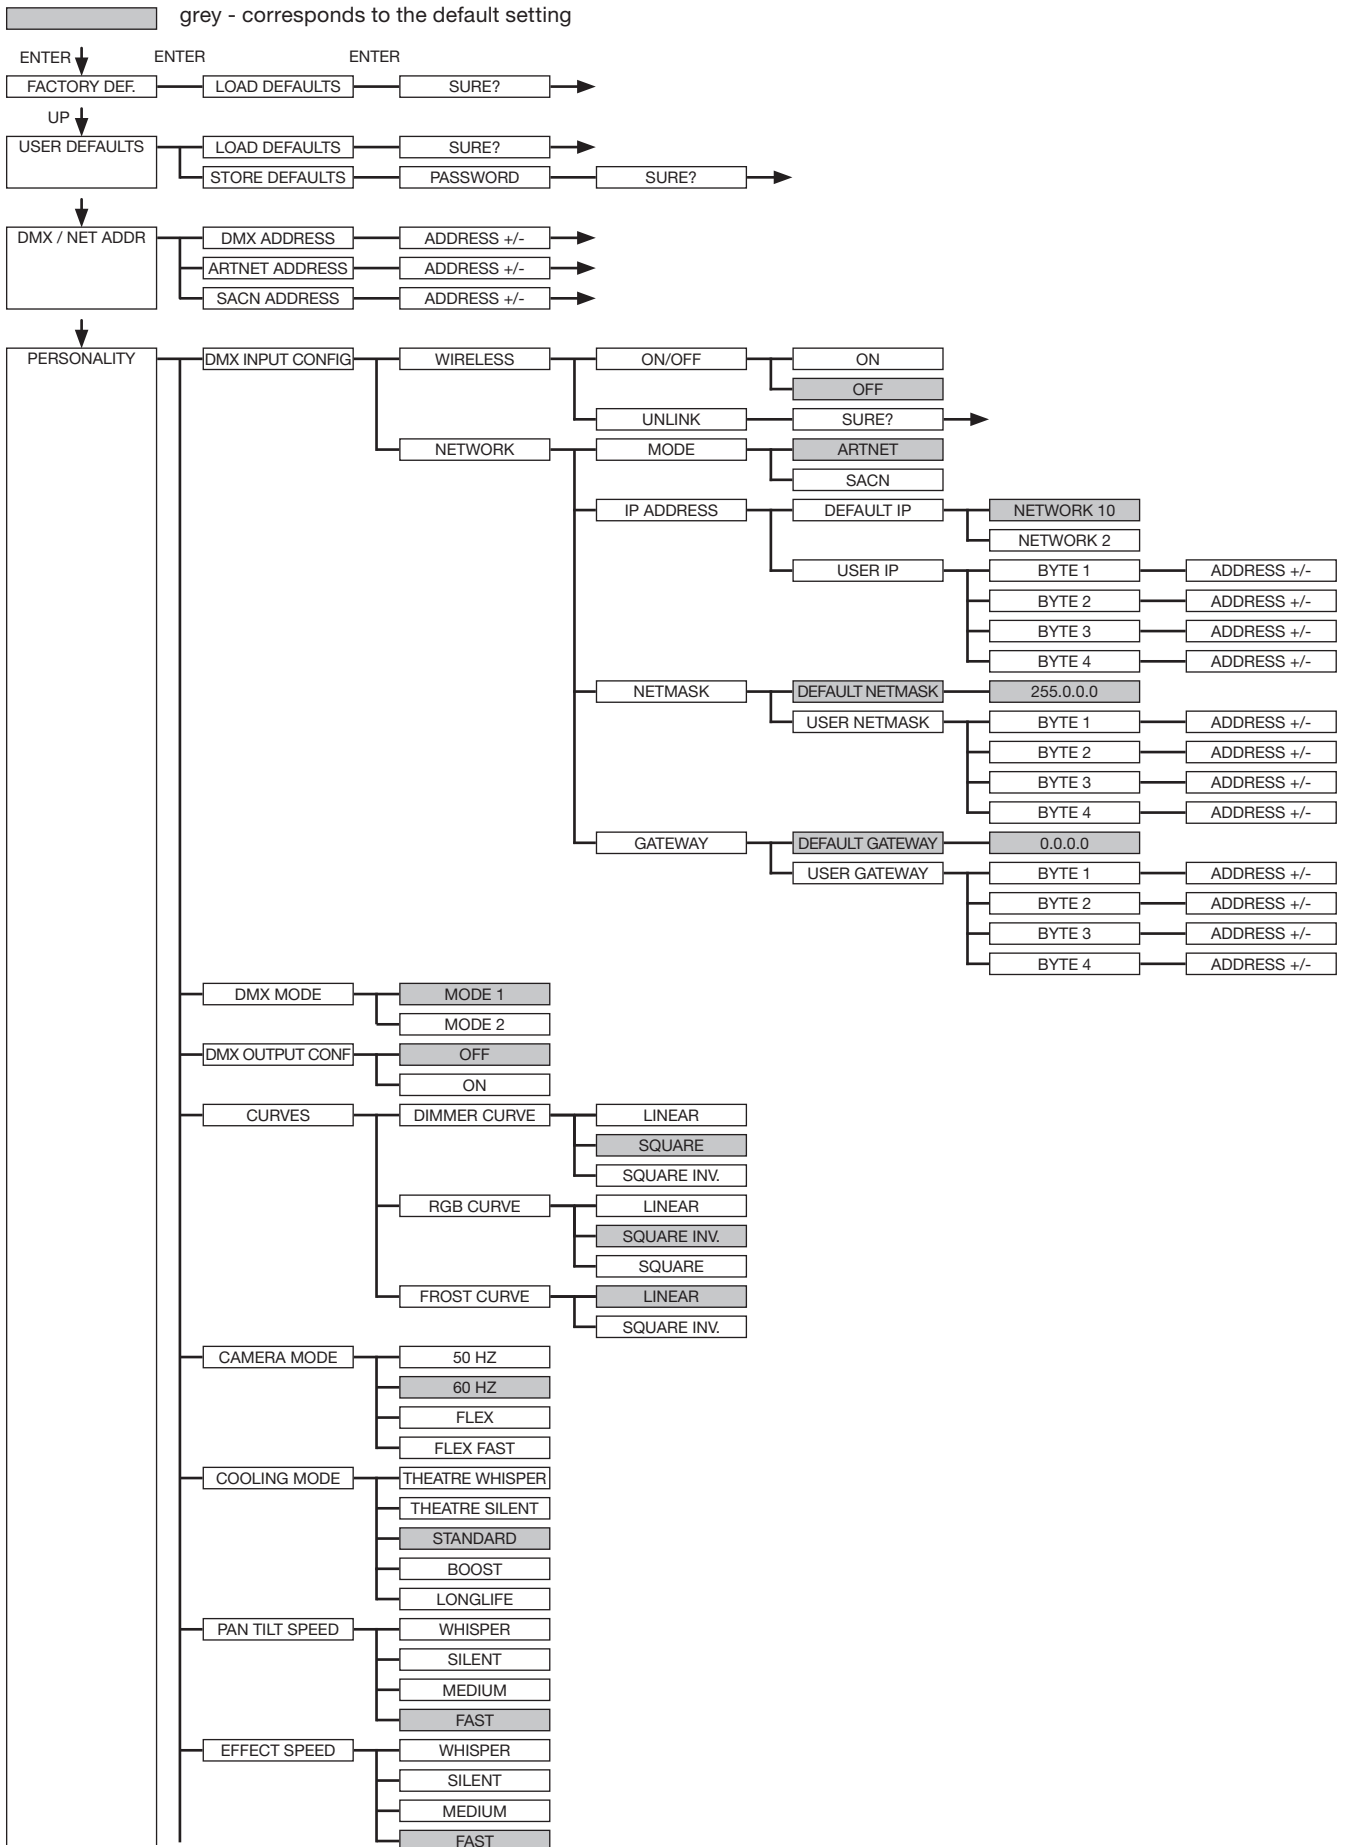 grey - corresponds to the default setting
ENTER ENTER ENTER
FACTORY DEF. LOAD DEFAULTS SURE?
UP
USER DEFAULTS LOAD DEFAULTS SURE?
STORE DEFAULTS PASSWORD SURE?
DMX / NET ADDR DMX ADDRESS ADDRESS +/-
ARTNET ADDRESS ADDRESS +/-
SACN ADDRESS ADDRESS +/-
PERSONALITY DMX INPUT CONFIG WIRELESS ON/OFF ON
OFF
UNLINK SURE?
NETWORK MODE ARTNET
SACN
IP ADDRESS DEFAULT IP NETWORK 10
NETWORK 2
USER IP BYTE 1 ADDRESS +/-
BYTE 2 ADDRESS +/-
BYTE 3 ADDRESS +/-
BYTE 4 ADDRESS +/-
NETMASK DEFAULT NETMASK 255.0.0.0
USER NETMASK BYTE 1 ADDRESS +/-
BYTE 2 ADDRESS +/-
BYTE 3 ADDRESS +/-
BYTE 4 ADDRESS +/-
GATEWAY DEFAULT GATEWAY 0.0.0.0
USER GATEWAY BYTE 1 ADDRESS +/-
BYTE 2 ADDRESS +/-
BYTE 3 ADDRESS +/-
BYTE 4 ADDRESS +/-
DMX MODE MODE 1
MODE 2
DMX OUTPUT CONF OFF
ON
CURVES DIMMER CURVE LINEAR
SQUARE
SQUARE INV.
RGB CURVE LINEAR
SQUARE INV.
SQUARE
FROST CURVE LINEAR
SQUARE INV.
CAMERA MODE 50 HZ
60 HZ
FLEX
FLEX FAST
COOLING MODE THEATRE WHISPER
THEATRE SILENT
STANDARD
BOOST
LONGLIFE
PAN TILT SPEED WHISPER
SILENT
MEDIUM
FAST
EFFECT SPEED WHISPER
SILENT
MEDIUM
FAST